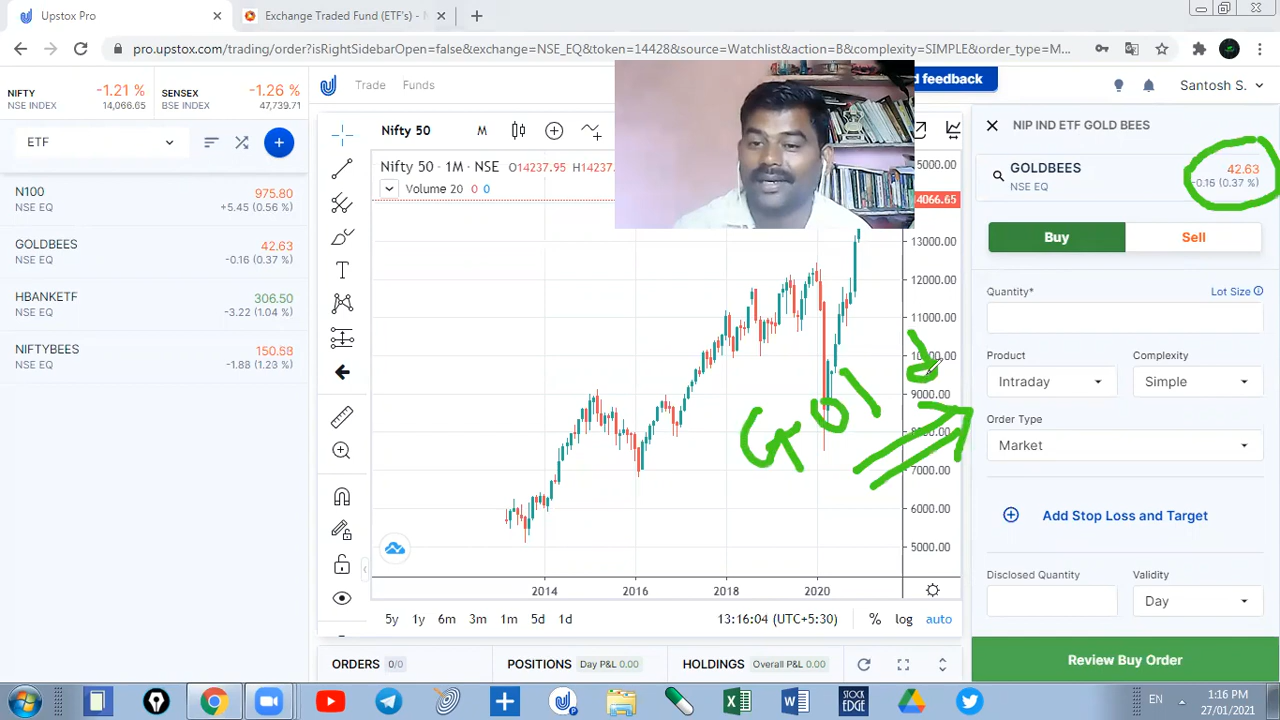 Upstox Pro
Exchange Traded Fund (ETF's) -
pro.upstox.com/trading/order?isRightSidebarOpen=false&exchange=NSE_EQ&token=14428&source=Watchlist&action=B&complexity=SIMPLE&order_type=M...
NIFTY -1.21 % SENSEX -1.26 %
NSE INDEX 14,066.65 BSE INDEX 47,739.71
Trade Funds
d feedback
Santosh S.
ETF
Nifty 50 M
NIP IND ETF GOLD BEES
Nifty 50 · 1M · NSE O14237.95 H14237.
Volume 20 0 0
15000.00
4066.65
13000.00
12000.00
11000.00
10000.00
9000.00
8000.00
7000.00
6000.00
5000.00
GOLDBEES 42.63
NSE EQ -0.16 (0.37 %)
N100 975.80
NSE EQ +5.45 (0.56 %)
GOLDBEES 42.63
NSE EQ -0.16 (0.37 %)
HBANKETF 306.50
NSE EQ -3.22 (1.04 %)
NIFTYBEES 150.58
NSE EQ -1.88 (1.23 %)
Buy Sell
Quantity* Lot Size
Product Complexity
Intraday Simple
Order Type
Market
Add Stop Loss and Target
Disclosed Quantity Validity
Day
Review Buy Order
Gol
2014 2016 2018 2020
5y 1y 6m 3m 1m 5d 1d 13:16:04 (UTC+5:30) % log auto
ORDERS 0/0 POSITIONS Day P&L 0.00 HOLDINGS Overall P&L 0.00
STOCK EDGE
EN
1:16 PM
27/01/2021